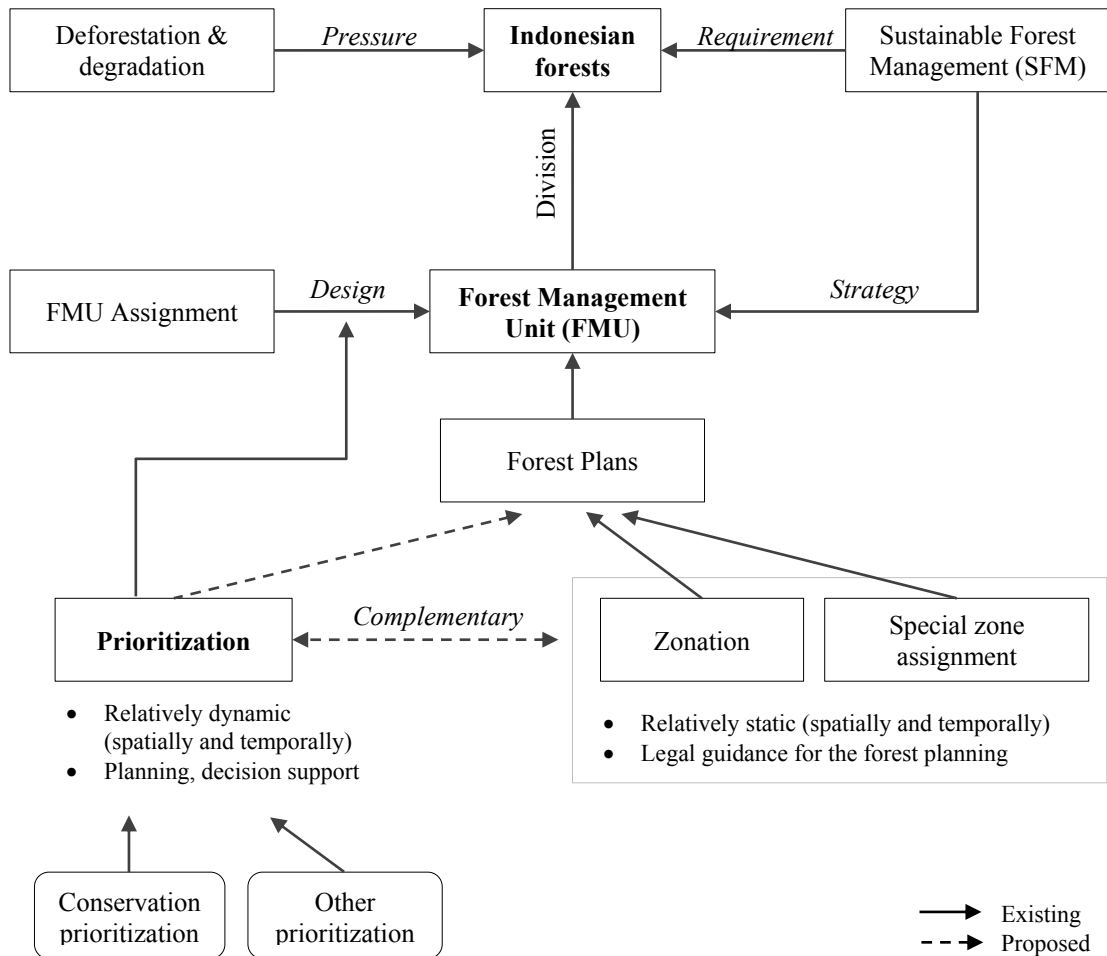 Deforestation &
degradation
Pressure
Indonesian
forests
Requirement
Sustainable Forest
Management (SFM)
Division
FMU Assignment
Design
Forest Management
Unit (FMU)
Strategy
Forest Plans
Prioritization
Complementary
Zonation
Special zone
assignment
• Relatively dynamic
(spatially and temporally)
• Planning, decision support
• Relatively static (spatially and temporally)
• Legal guidance for the forest planning
Conservation
prioritization
Other
prioritization
Existing
Proposed